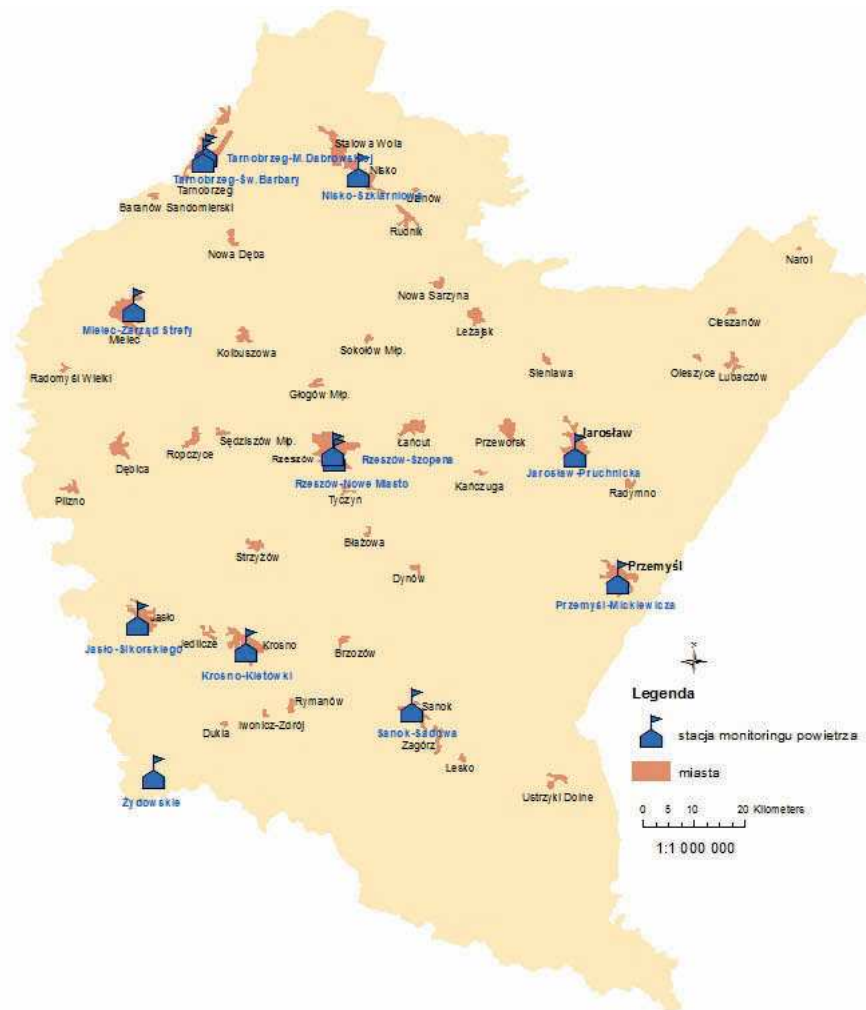 Stalowa Wola
Tarnobrzeg-M. Dąbrowskiej
Nisko
Tarnobrzeg-Św. Barbary
Tarnobrzeg
Nisko-Szklarniowa
Ulanów
Baranów Sandomierski
Rudnik
Nowa Dęba
Narol
Nowa Sarzyna
Cieszanów
Mielec-Zarząd Strefy
Mielec
Leżajsk
Kolbuszowa
Sokołów Młp.
Sieniawa
Oleszyce
Lubaczów
Radomyśl Wielki
Głogów Młp.
Jarosław
Sędziszów Młp.
Łańcut
Przeworsk
Ropczyce
Rzeszów
Rzeszów-Szopena
Dębica
Jarosław-Pruchnicka
Rzeszów-Nowe Miasto
Kańczuga
Radymno
Pilzno
Tyczyn
Błażowa
Strzyżów
Dynów
Przemyśl
Przemyśl-Mickiewicza
Jasło
Jedlicze
Krosno
Jasło-Sikorskiego
Brzozów
Krosno-Kletówki
Rymanów
Sanok
Iwonicz-Zdrój
Dukla
Sanok-Sadowa
Zagórz
Lesko
Ustrzyki Dolne
Żydowskie
N
Legenda
stacja monitoringu powietrza
miasta
0 5 10 20 Kilometers
1:1 000 000